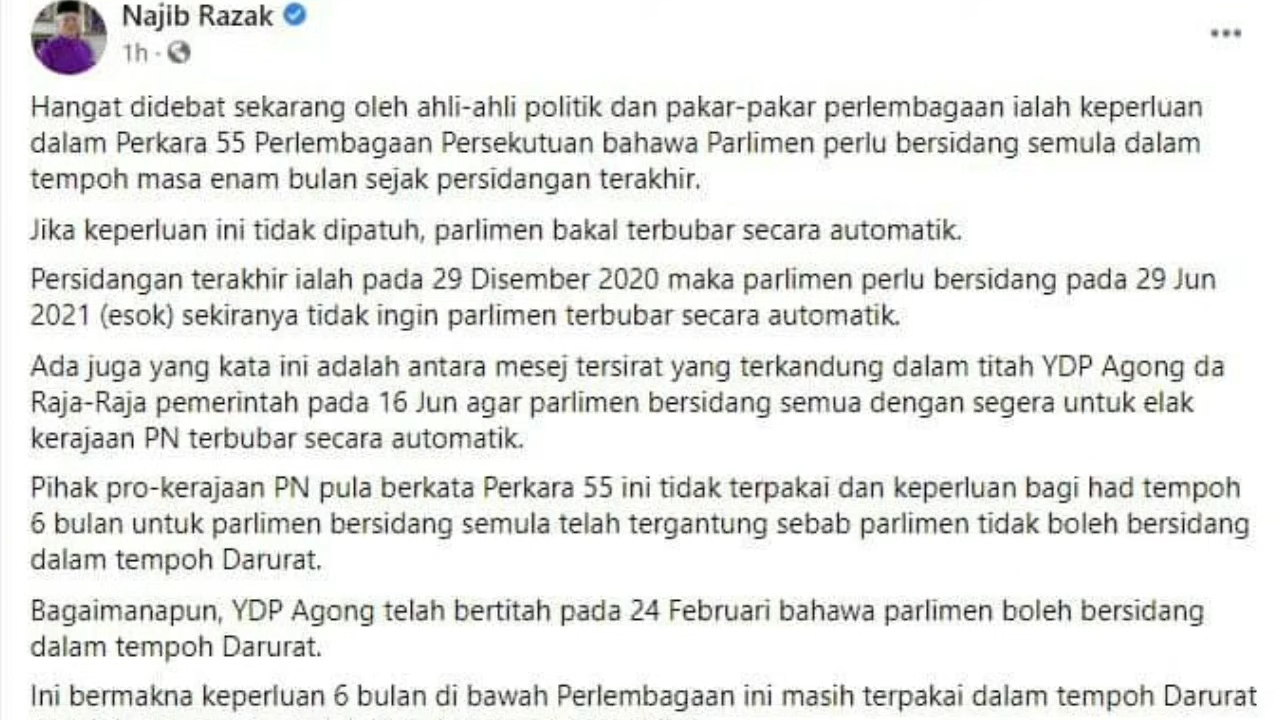 Najib Razak
1h ·
Hangat didebat sekarang oleh ahli-ahli politik dan pakar-pakar perlembagaan ialah keperluan
dalam Perkara 55 Perlembagaan Persekutuan bahawa Parlimen perlu bersidang semula dalam
tempoh masa enam bulan sejak persidangan terakhir.
Jika keperluan ini tidak dipatuh, parlimen bakal terbubar secara automatik.
Persidangan terakhir ialah pada 29 Disember 2020 maka parlimen perlu bersidang pada 29 Jun
2021 (esok) sekiranya tidak ingin parlimen terbubar secara automatik.
Ada juga yang kata ini adalah antara mesej tersirat yang terkandung dalam titah YDP Agong da
Raja-Raja pemerintah pada 16 Jun agar parlimen bersidang semua dengan segera untuk elak
kerajaan PN terbubar secara automatik.
Pihak pro-kerajaan PN pula berkata Perkara 55 ini tidak terpakai dan keperluan bagi had tempoh
6 bulan untuk parlimen bersidang semula telah tergantung sebab parlimen tidak boleh bersidang
dalam tempoh Darurat.
Bagaimanapun, YDP Agong telah bertitah pada 24 Februari bahawa parlimen boleh bersidang
dalam tempoh Darurat.
Ini bermakna keperluan 6 bulan di bawah Perlembagaan ini masih terpakai dalam tempoh Darurat